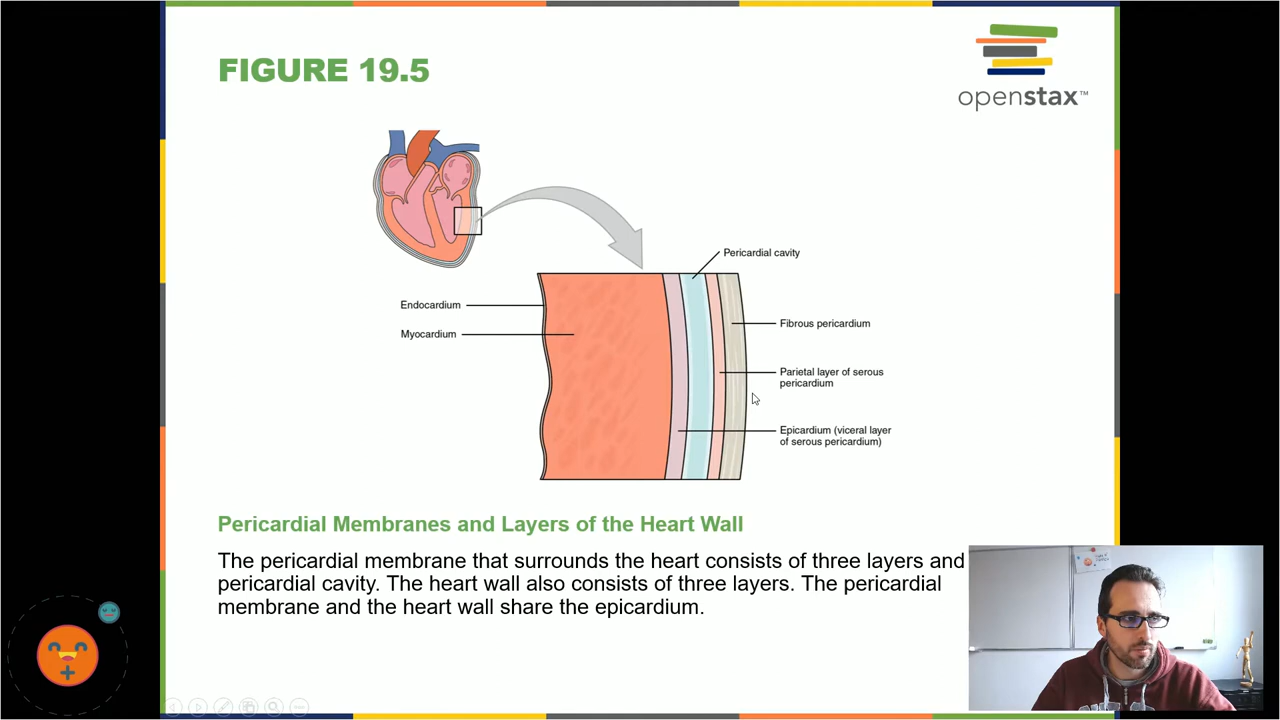 FIGURE 19.5
openstax™
Pericardial cavity
Endocardium
Myocardium
Fibrous pericardium
Parietal layer of serous
pericardium
Epicardium (visceral layer
of serous pericardium)
Pericardial Membranes and Layers of the Heart Wall
The pericardial membrane that surrounds the heart consists of three layers and
pericardial cavity. The heart wall also consists of three layers. The pericardial
membrane and the heart wall share the epicardium.